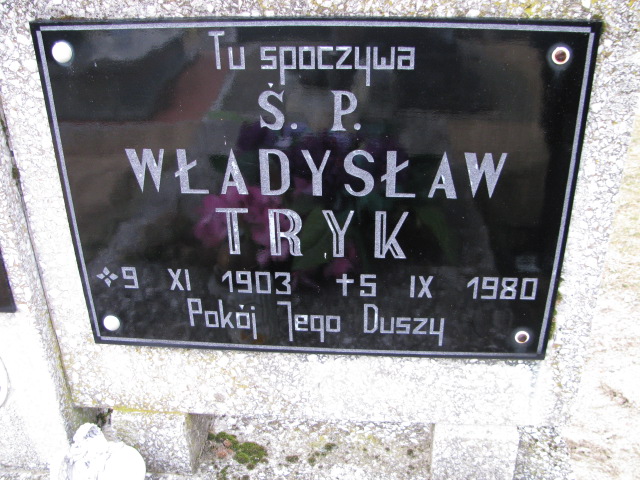 Tu spoczywa
Ś. P.
WŁADYSŁAW
TRYK
9 XI 1903 +5 IX 1980
Pokój Jego Duszy